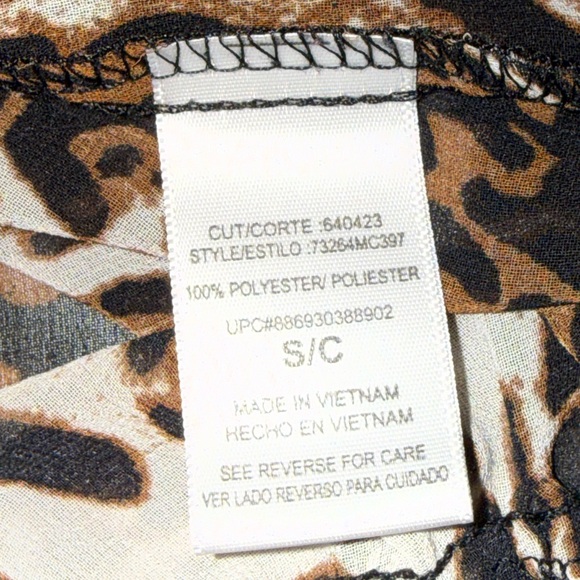 CUT/CORTE :640423
STYLE/ESTILO :73264MC397
100% POLYESTER/ POLIESTER
UPC#886930388902
S/C
MADE IN VIETNAM
HECHO EN VIETNAM
SEE REVERSE FOR CARE
VER LADO REVERSO PARA CUIDADO